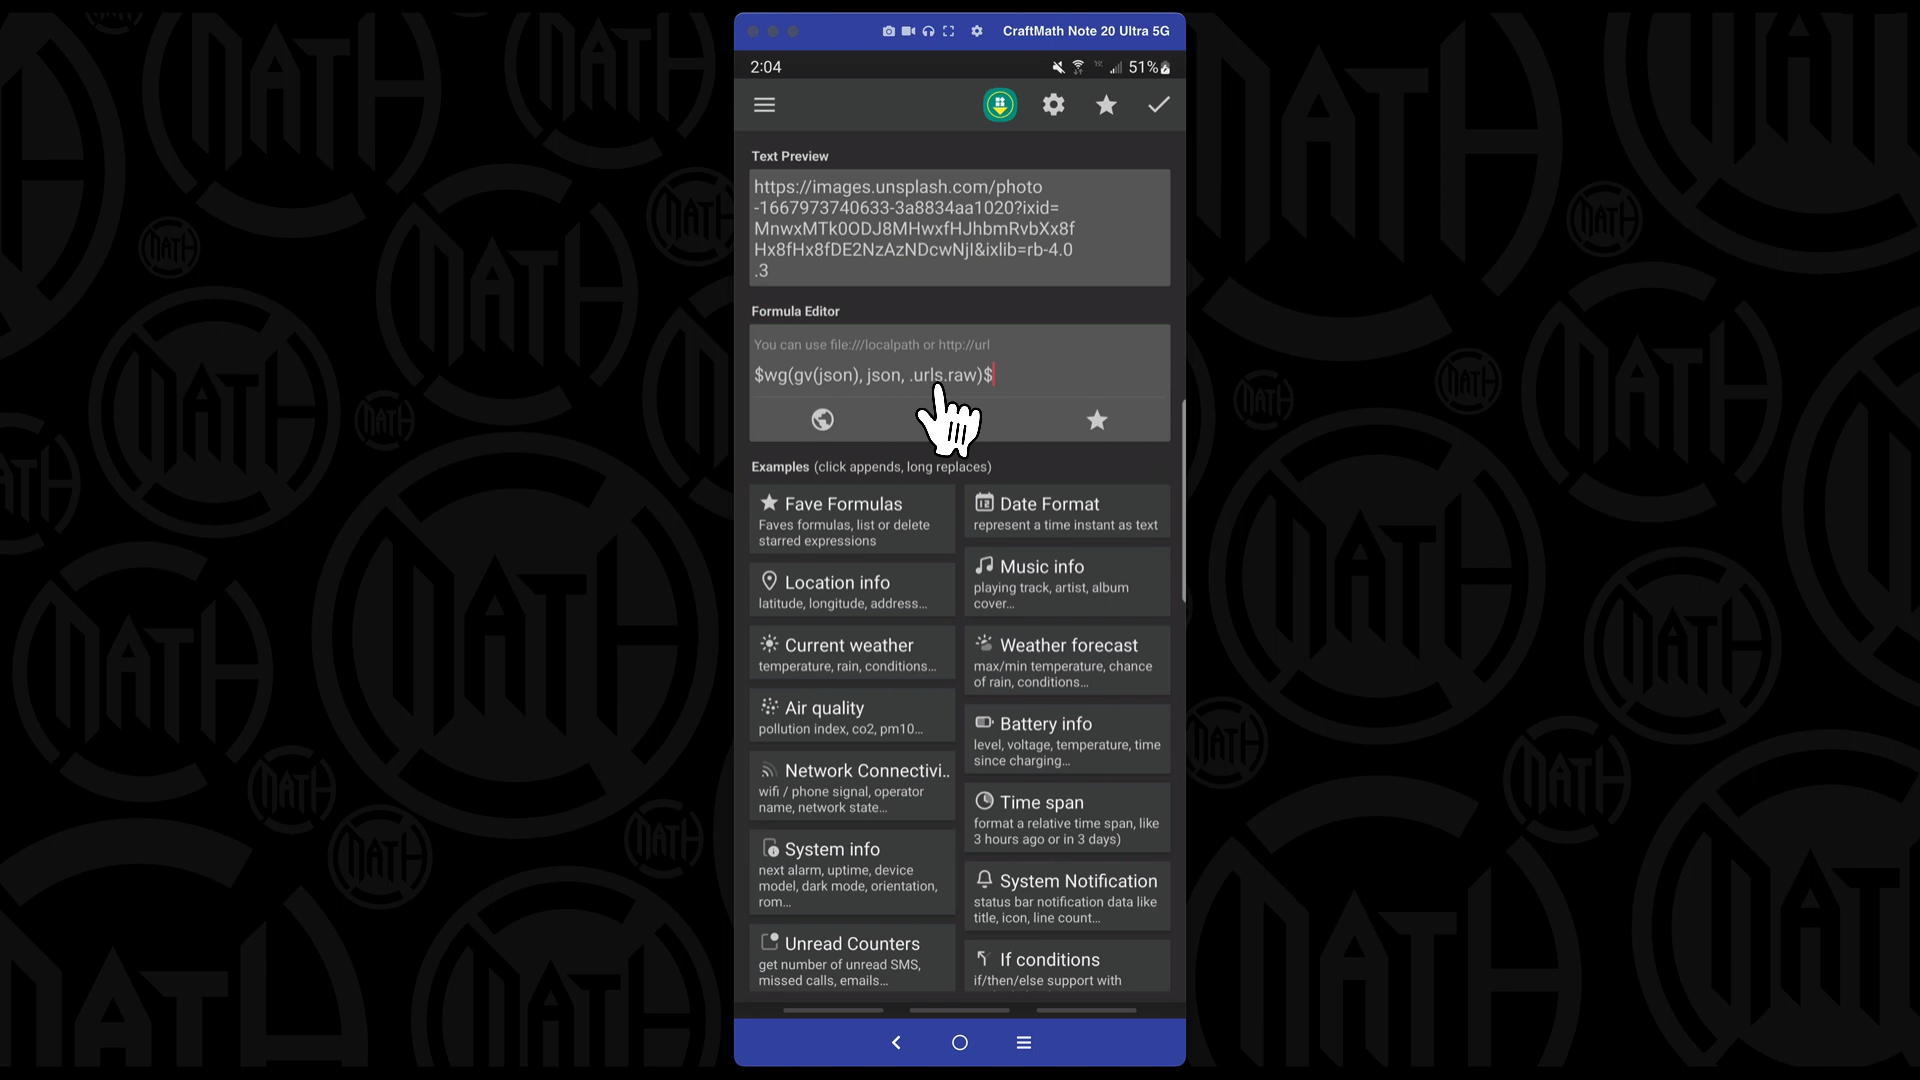 CraftMath Note 20 Ultra 5G
2:04
51%
Text Preview
https://images.unsplash.com/photo
-1667973740633-3a8834aa1020?ixid=
MnwxMTk0ODJ8MHwxfHJhbmRvbXx8f
Hx8fHx8fDE2NzAzNDcwNjI&ixlib=rb-4.0
.3
Formula Editor
You can use file:///localpath or http://url
$wg(gv(json), json, .urls.raw)$
Examples (click appends, long replaces)
Fave Formulas
Faves formulas, list or delete
starred expressions
Date Format
represent a time instant as text
Location info
latitude, longitude, address...
Music info
playing track, artist, album
cover...
Current weather
temperature, rain, conditions...
Weather forecast
max/min temperature, chance
of rain, conditions...
Air quality
pollution index, co2, pm10...
Battery info
level, voltage, temperature, time
since charging...
Network Connectivi..
wifi / phone signal, operator
name, network state...
Time span
format a relative time span, like
3 hours ago or in 3 days)
System info
next alarm, uptime, device
model, dark mode, orientation,
rom...
System Notification
status bar notification data like
title, icon, line count...
Unread Counters
get number of unread SMS,
missed calls, emails...
If conditions
if/then/else support with